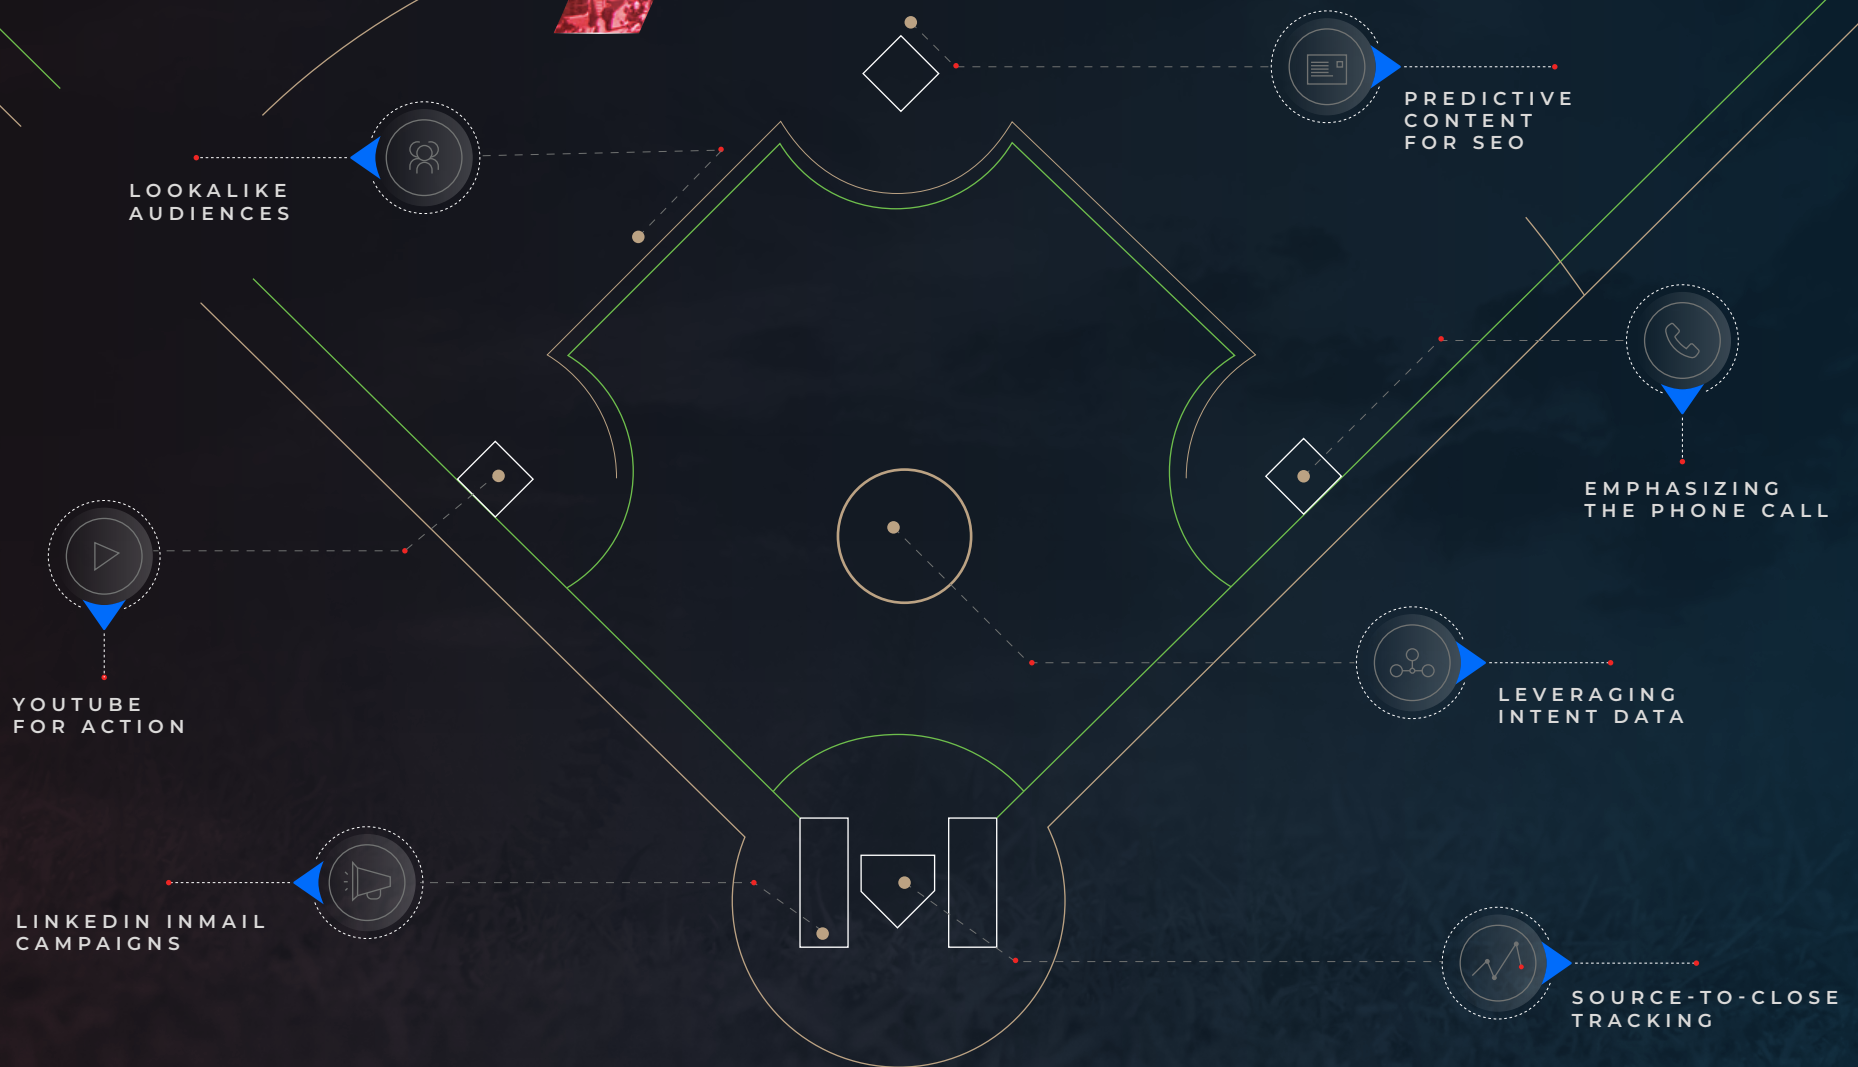 PREDICTIVE
CONTENT
FOR SEO
LOOKALIKE
AUDIENCES
EMPHASIZING
THE PHONE CALL
YOUTUBE
FOR ACTION
LEVERAGING
INTENT DATA
LINKEDIN INMAIL
CAMPAIGNS
SOURCE-TO-CLOSE
TRACKING